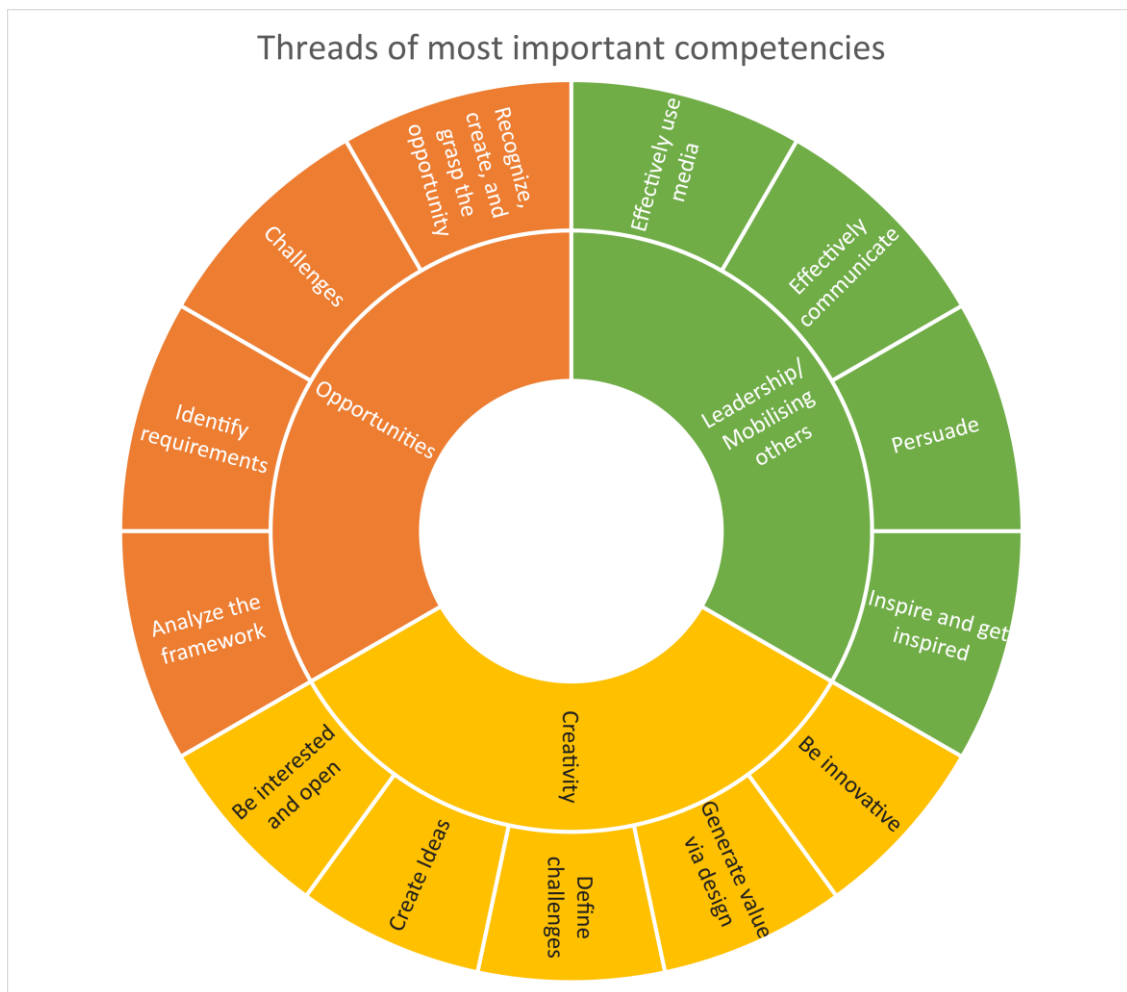 Threads of most important competencies
Effectively use
media
Effectively
communicate
Persuade
Inspire and get
inspired
Leadership/
Mobilising
others
Be innovative
Generate value
via design
Define
challenges
Create Ideas
Be interested
and open
Creativity
Analyze the
framework
Identify
requirements
Challenges
Recognize,
create, and
grasp the
opportunity
Opportunities